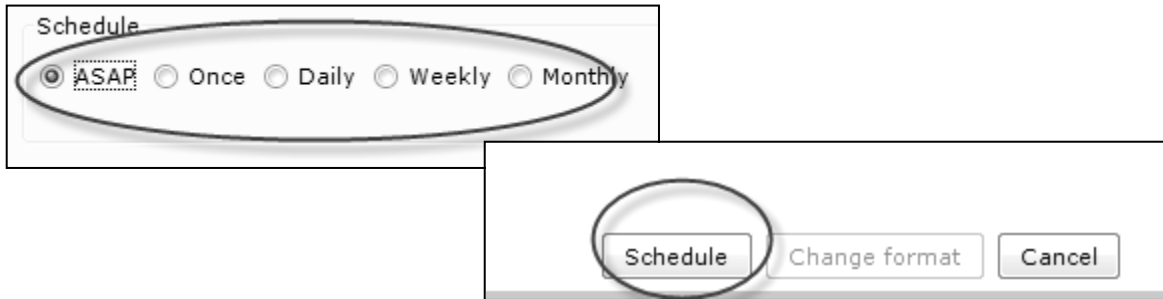 Schedule
ASAP Once Daily Weekly Monthly
Schedule Change format Cancel